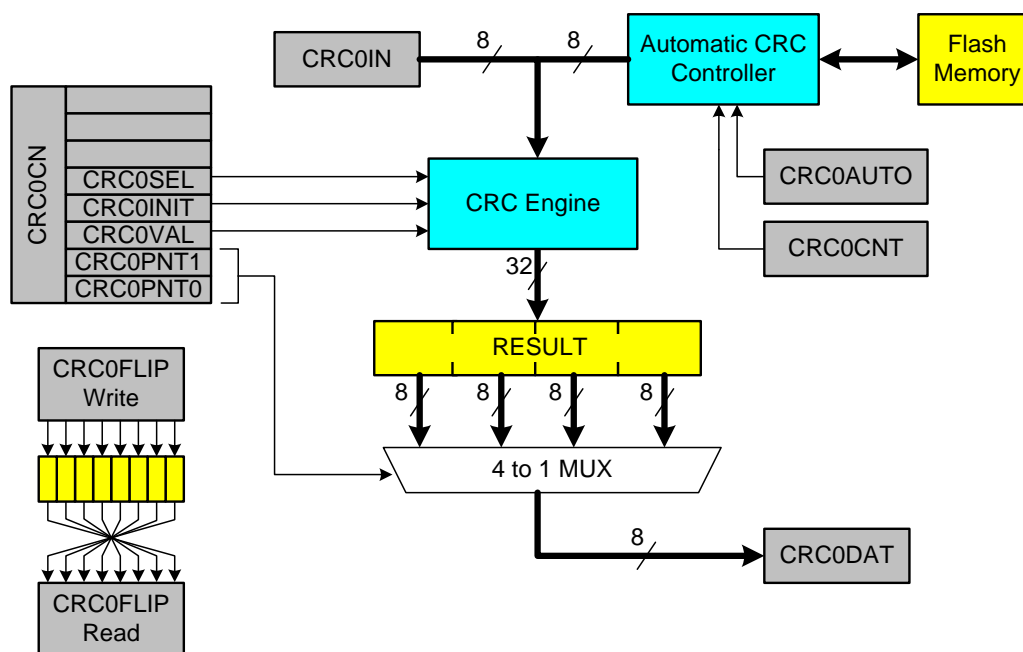 CRC0IN
8
8
Automatic CRC
Controller
Flash
Memory
CRC0CN
CRC0SEL
CRC0INIT
CRC0VAL
CRC0PNT1
CRC0PNT0
CRC Engine
CRC0AUTO
CRC0CNT
32
RESULT
8
8
8
8
4 to 1 MUX
8
CRC0DAT
CRC0FLIP
Write
CRC0FLIP
Read